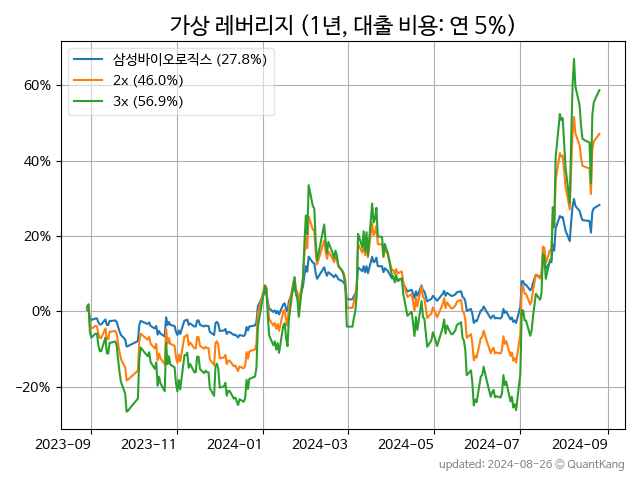 가상 레버리지 (1년, 대출 비용: 연 5%)
삼성바이오로직스 (27.8%)
2x (46.0%)
3x (56.9%)
60%
40%
20%
0%
−20%
2023-09 2023-11 2024-01 2024-03 2024-05 2024-07 2024-09
updated: 2024-08-26 © QuantKang